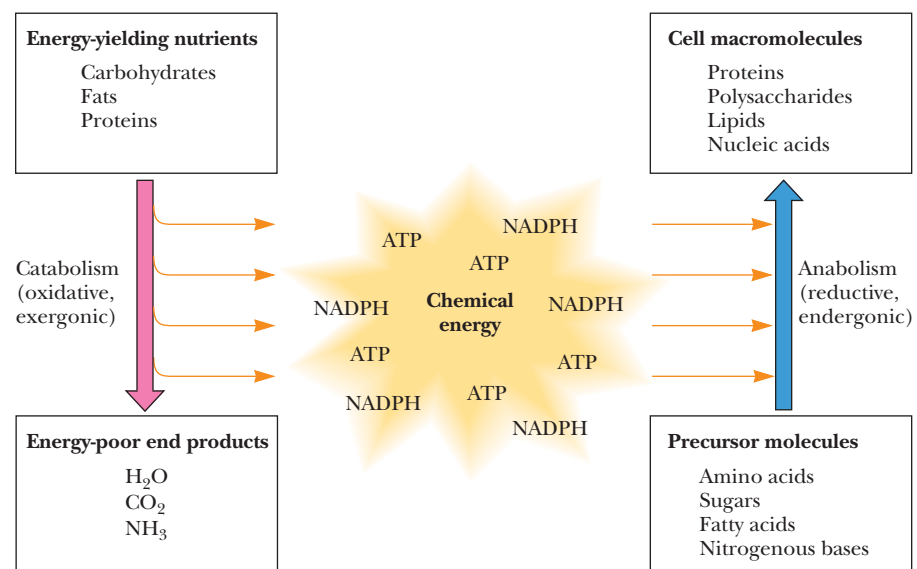 Energy-yielding nutrients
Carbohydrates
Fats
Proteins
Catabolism
(oxidative,
exergonic)
Energy-poor end products
H₂O
CO₂
NH₃
ATP
NADPH
ATP
NADPH
Chemical
energy
NADPH
ATP
ATP
NADPH
ATP
NADPH
Cell macromolecules
Proteins
Polysaccharides
Lipids
Nucleic acids
Anabolism
(reductive,
endergonic)
Precursor molecules
Amino acids
Sugars
Fatty acids
Nitrogenous bases